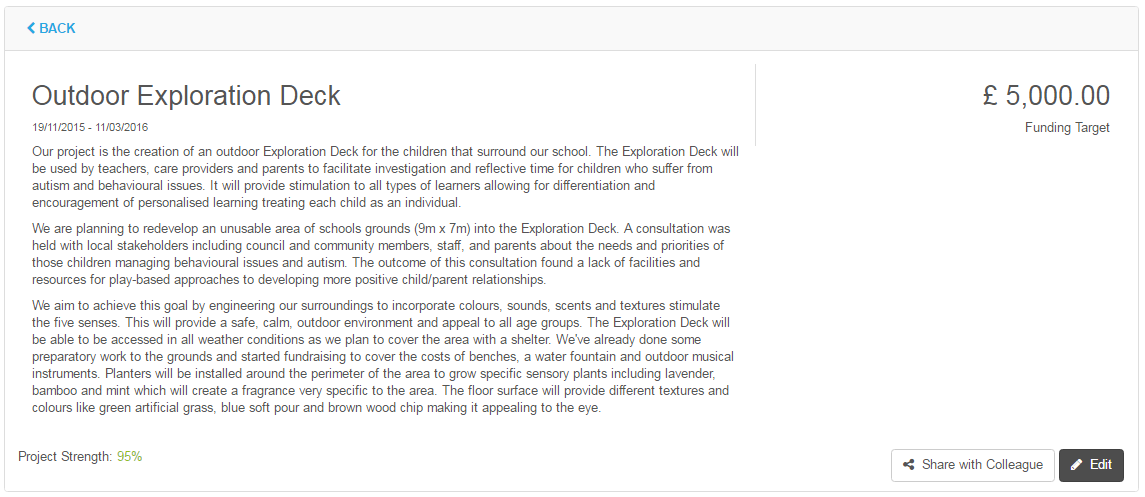 BACK
Outdoor Exploration Deck
£ 5,000.00
19/11/2015 - 11/03/2016
Funding Target
Our project is the creation of an outdoor Exploration Deck for the children that surround our school. The Exploration Deck will
be used by teachers, care providers and parents to facilitate investigation and reflective time for children who suffer from
autism and behavioural issues. It will provide stimulation to all types of learners allowing for differentiation and
encouragement of personalised learning treating each child as an individual.
We are planning to redevelop an unusable area of schools grounds (9m x 7m) into the Exploration Deck. A consultation was
held with local stakeholders including council and community members, staff, and parents about the needs and priorities of
those children managing behavioural issues and autism. The outcome of this consultation found a lack of facilities and
resources for play-based approaches to developing more positive child/parent relationships.
We aim to achieve this goal by engineering our surroundings to incorporate colours, sounds, scents and textures stimulate
the five senses. This will provide a safe, calm, outdoor environment and appeal to all age groups. The Exploration Deck will
be able to be accessed in all weather conditions as we plan to cover the area with a shelter. We've already done some
preparatory work to the grounds and started fundraising to cover the costs of benches, a water fountain and outdoor musical
instruments. Planters will be installed around the perimeter of the area to grow specific sensory plants including lavender,
bamboo and mint which will create a fragrance very specific to the area. The floor surface will provide different textures and
colours like green artificial grass, blue soft pour and brown wood chip making it appealing to the eye.
Project Strength: 95%
Share with Colleague
Edit